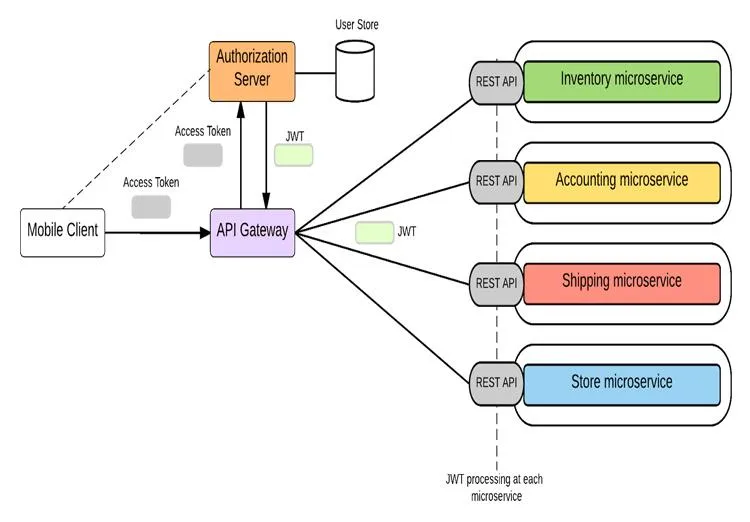 User Store
Authorization
Server
REST API
Inventory microservice
Access Token
JWT
Access Token
REST API
Accounting microservice
Mobile Client
API Gateway
JWT
REST API
Shipping microservice
REST API
Store microservice
JWT processing at each
microservice